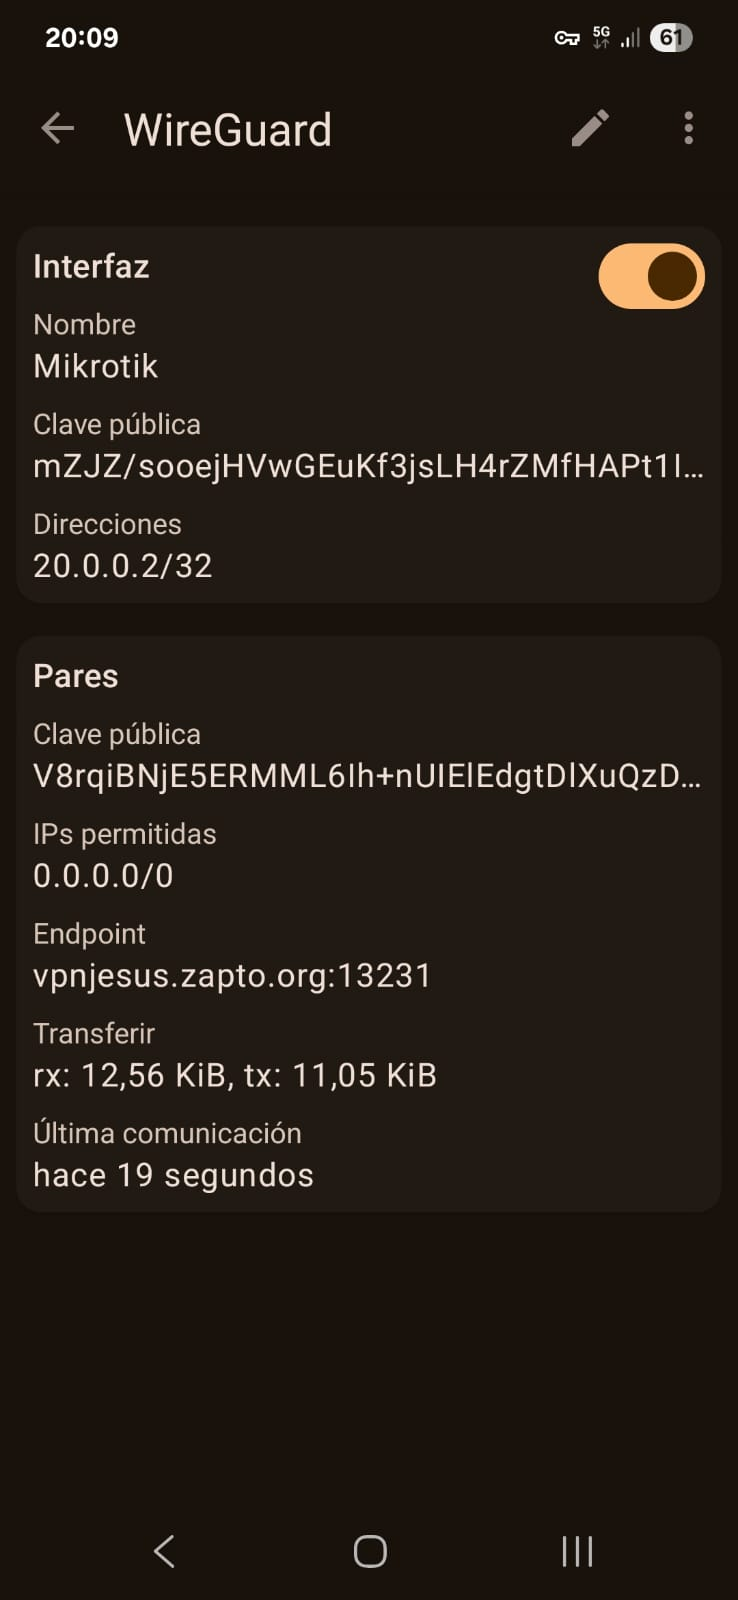 20:09
5G
61
WireGuard
Interfaz
Nombre
Mikrotik
Clave pública
mZJZ/sooejHVwGEuKf3jsLH4rZMfHAPt1I...
Direcciones
20.0.0.2/32
Pares
Clave pública
V8rqiBNjE5ERMML6Ih+nUIElEdgtDlXuQzD...
IPs permitidas
0.0.0.0/0
Endpoint
vpnjesus.zapto.org:13231
Transferir
rx: 12,56 KiB, tx: 11,05 KiB
Última comunicación
hace 19 segundos